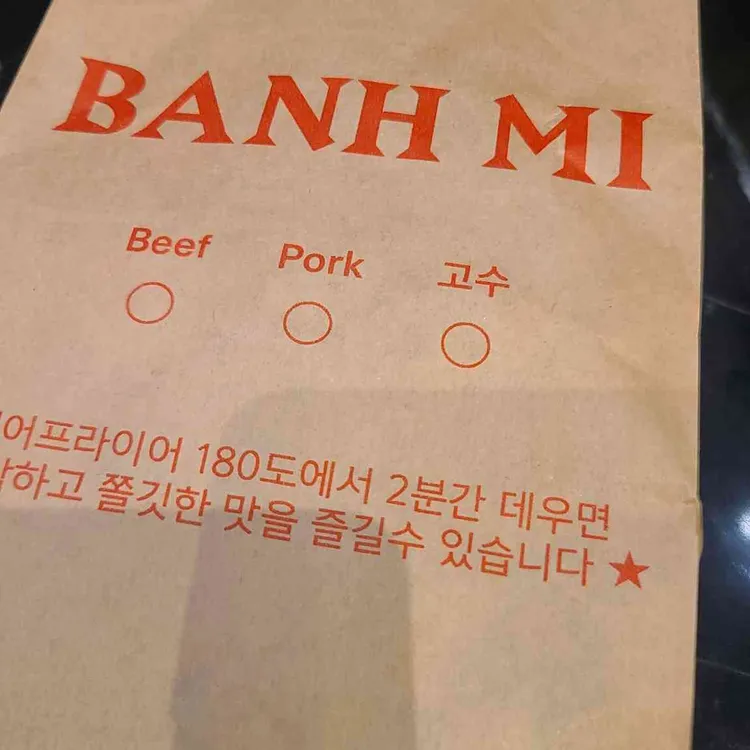 BANH MI
Beef Pork 고수
어프라이어 180도에서 2분간 데우면
하고 쫄깃한 맛을 즐길수 있습니다 ★